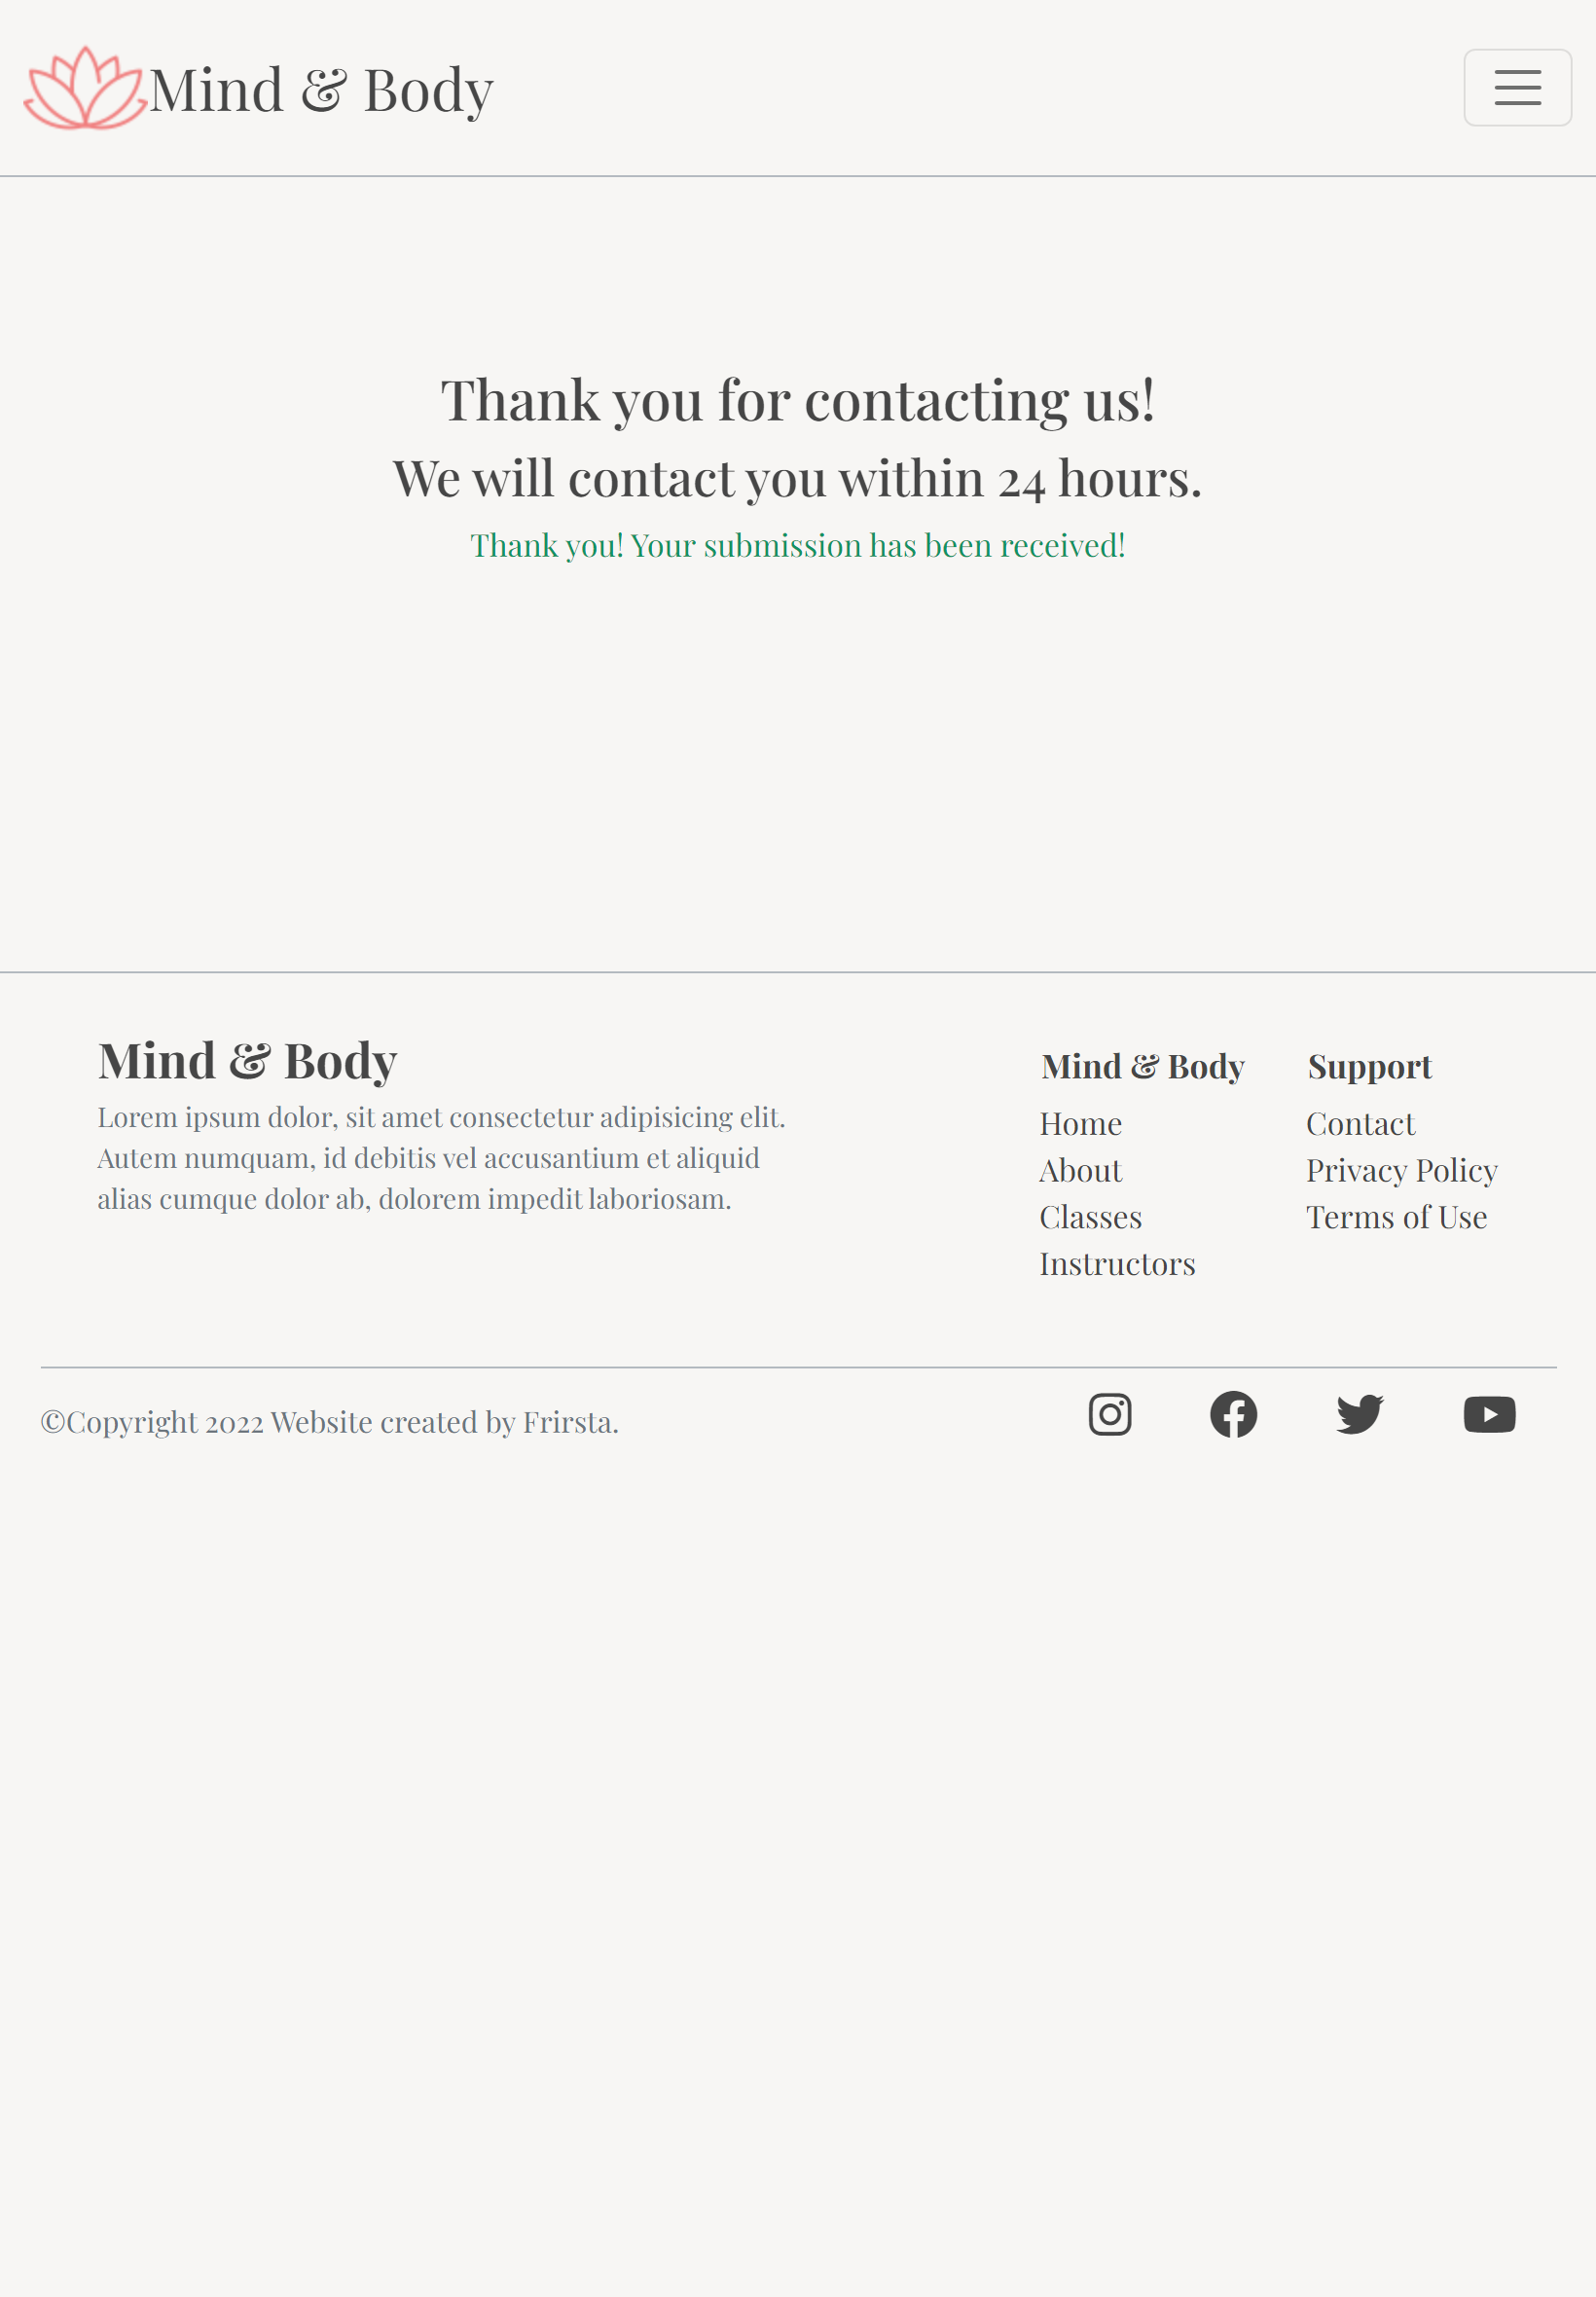 Mind & Body
Thank you for contacting us!
We will contact you within 24 hours.
Thank you! Your submission has been received!
Mind & Body
Lorem ipsum dolor, sit amet consectetur adipisicing elit.
Autem numquam, id debitis vel accusantium et aliquid
alias cumque dolor ab, dolorem impedit laboriosam.
Mind & Body
Home
About
Classes
Instructors
Support
Contact
Privacy Policy
Terms of Use
©Copyright 2022 Website created by Frirsta.